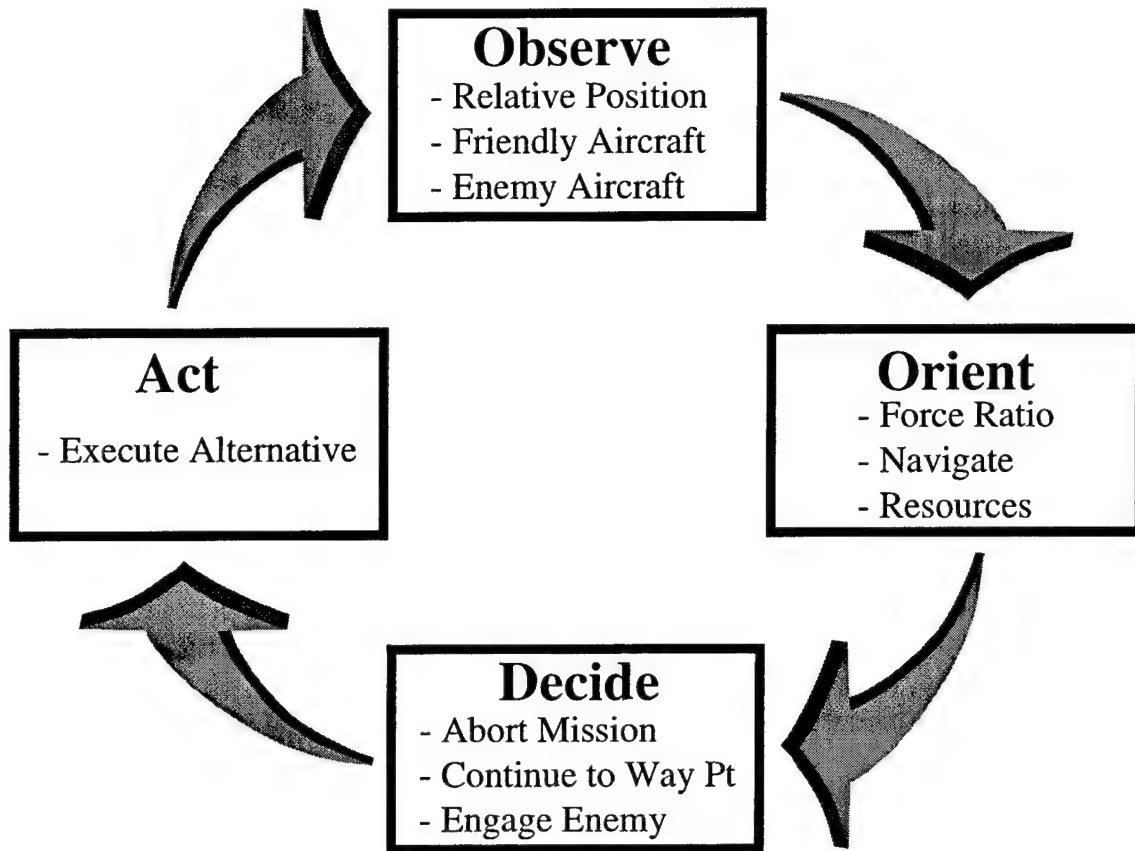 Observe
- Relative Position
- Friendly Aircraft
- Enemy Aircraft
Orient
- Force Ratio
- Navigate
- Resources
Decide
- Abort Mission
- Continue to Way Pt
- Engage Enemy
Act
- Execute Alternative